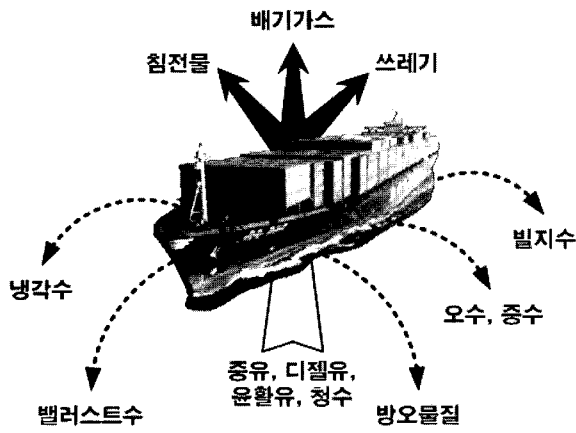 배기가스
침전물
쓰레기
빌지수
냉각수
오수, 중수
중유, 디젤유,
윤활유, 청수
밸러스트수
방오물질